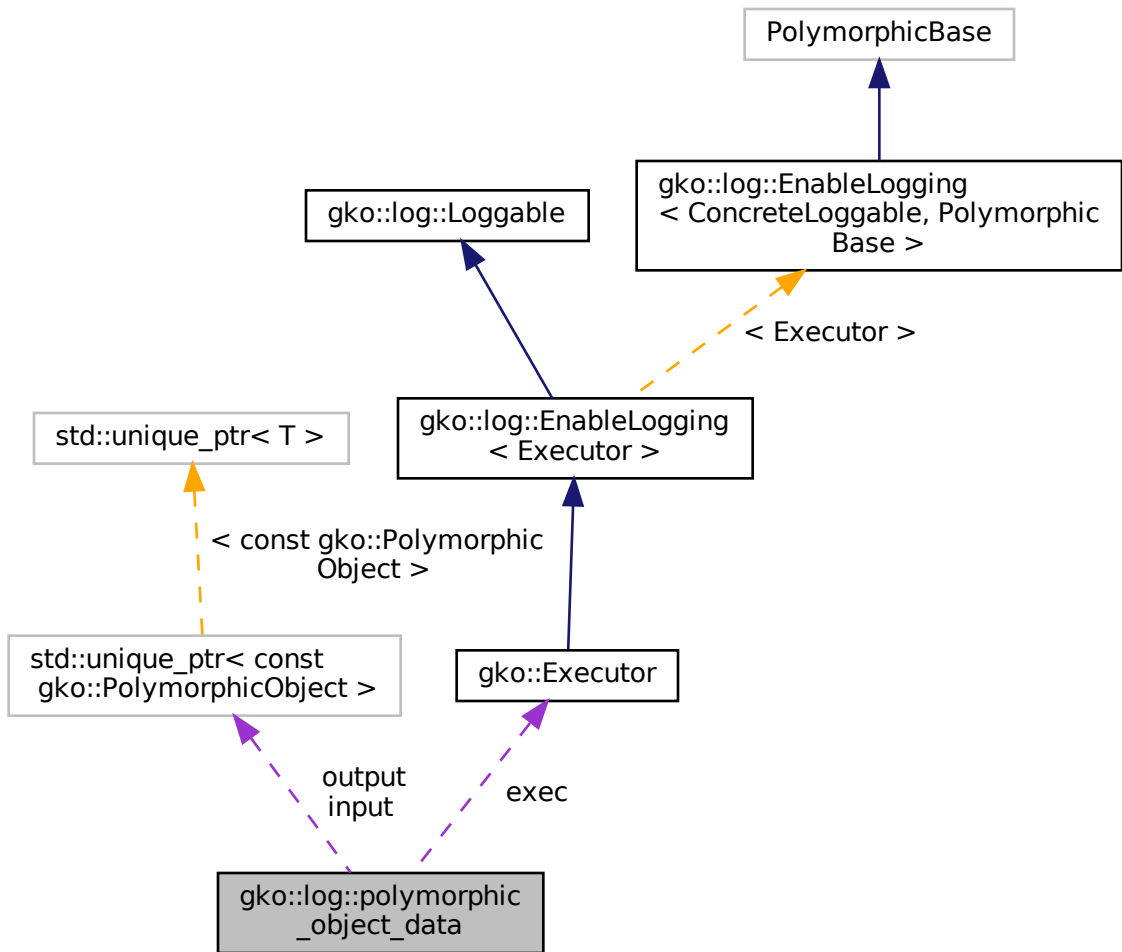 PolymorphicBase
gko::log::EnableLogging
< ConcreteLoggable, Polymorphic
Base >
gko::log::Loggable
< Executor >
gko::log::EnableLogging
< Executor >
std::unique_ptr< T >
< const gko::Polymorphic
Object >
std::unique_ptr< const
gko::PolymorphicObject >
gko::Executor
output
input
exec
gko::log::polymorphic
_object_data